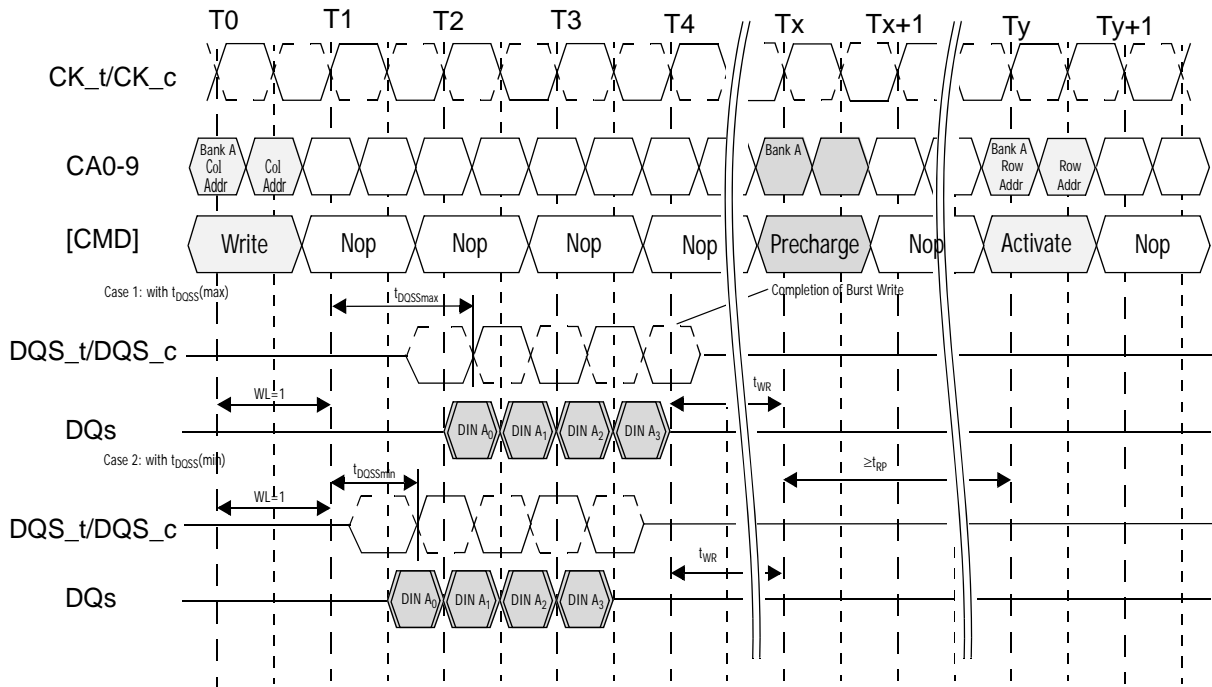 T0 T1 T2 T3 T4 Tx Tx+1 Ty Ty+1
CK_t/CK_c
CA0-9
Bank A
Col
Addr
Col
Addr
Bank A
Bank A
Row
Addr
Row
Addr
[CMD]
Write Nop Nop Nop Nop Precharge Nop Activate Nop
Case 1: with tDQSS(max)
tDQSSmax
Completion of Burst Write
DQS_t/DQS_c
WL=1
tWR
DQs
DIN A0 DIN A1 DIN A2 DIN A3
Case 2: with tDQSS(min)
tDQSSmin
≥tRP
WL=1
DQS_t/DQS_c
tWR
DQs
DIN A0 DIN A1 DIN A2 DIN A3